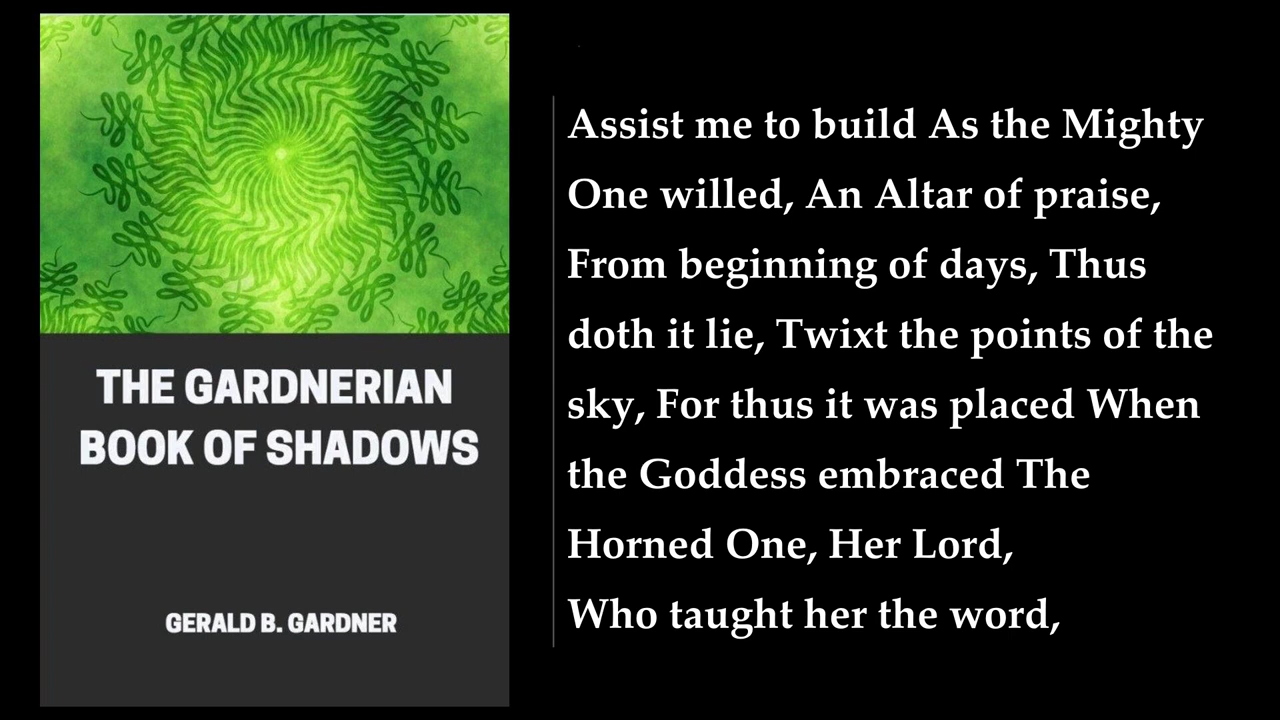 THE GARDNERIAN
BOOK OF SHADOWS
GERALD B. GARDNER
Assist me to build As the Mighty
One willed, An Altar of praise,
From beginning of days, Thus
doth it lie, Twixt the points of the
sky, For thus it was placed When
the Goddess embraced The
Horned One, Her Lord,
Who taught her the word,